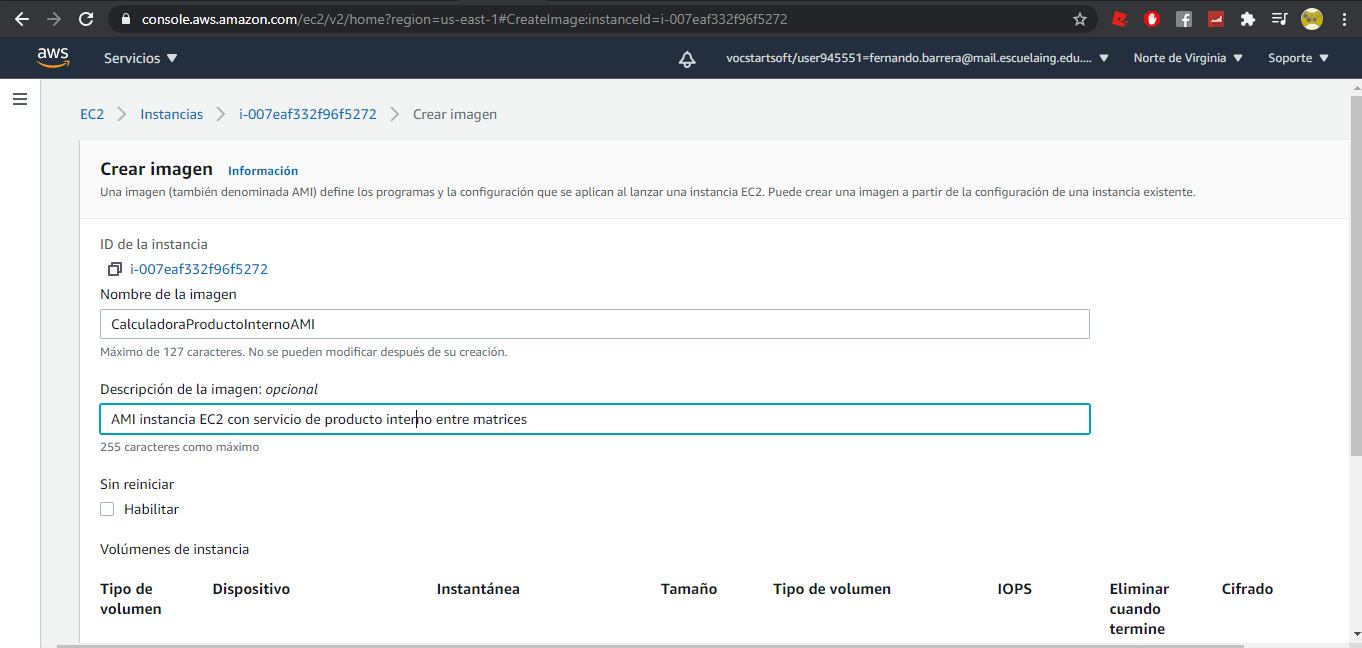 console.aws.amazon.com/ec2/v2/home?region=us-east-1#CreateImage:instanceId=i-007eaf332f96f5272
aws Servicios vocstartsoft/user945551=fernando.barrera@mail.escuelaing.edu.... Norte de Virginia Soporte
EC2 Instancias i-007eaf332f96f5272 Crear imagen
Crear imagen Información
Una imagen (también denominada AMI) define los programas y la configuración que se aplican al lanzar una instancia EC2. Puede crear una imagen a partir de la configuración de una instancia existente.
ID de la instancia
i-007eaf332f96f5272
Nombre de la imagen
CalculadoraProductoInternoAMI
Máximo de 127 caracteres. No se pueden modificar después de su creación.
Descripción de la imagen: opcional
AMI instancia EC2 con servicio de producto interno entre matrices
255 caracteres como máximo
Sin reiniciar
Habilitar
Volúmenes de instancia
Tipo de volumen Dispositivo Instantánea Tamaño Tipo de volumen IOPS Eliminar cuando termine Cifrado